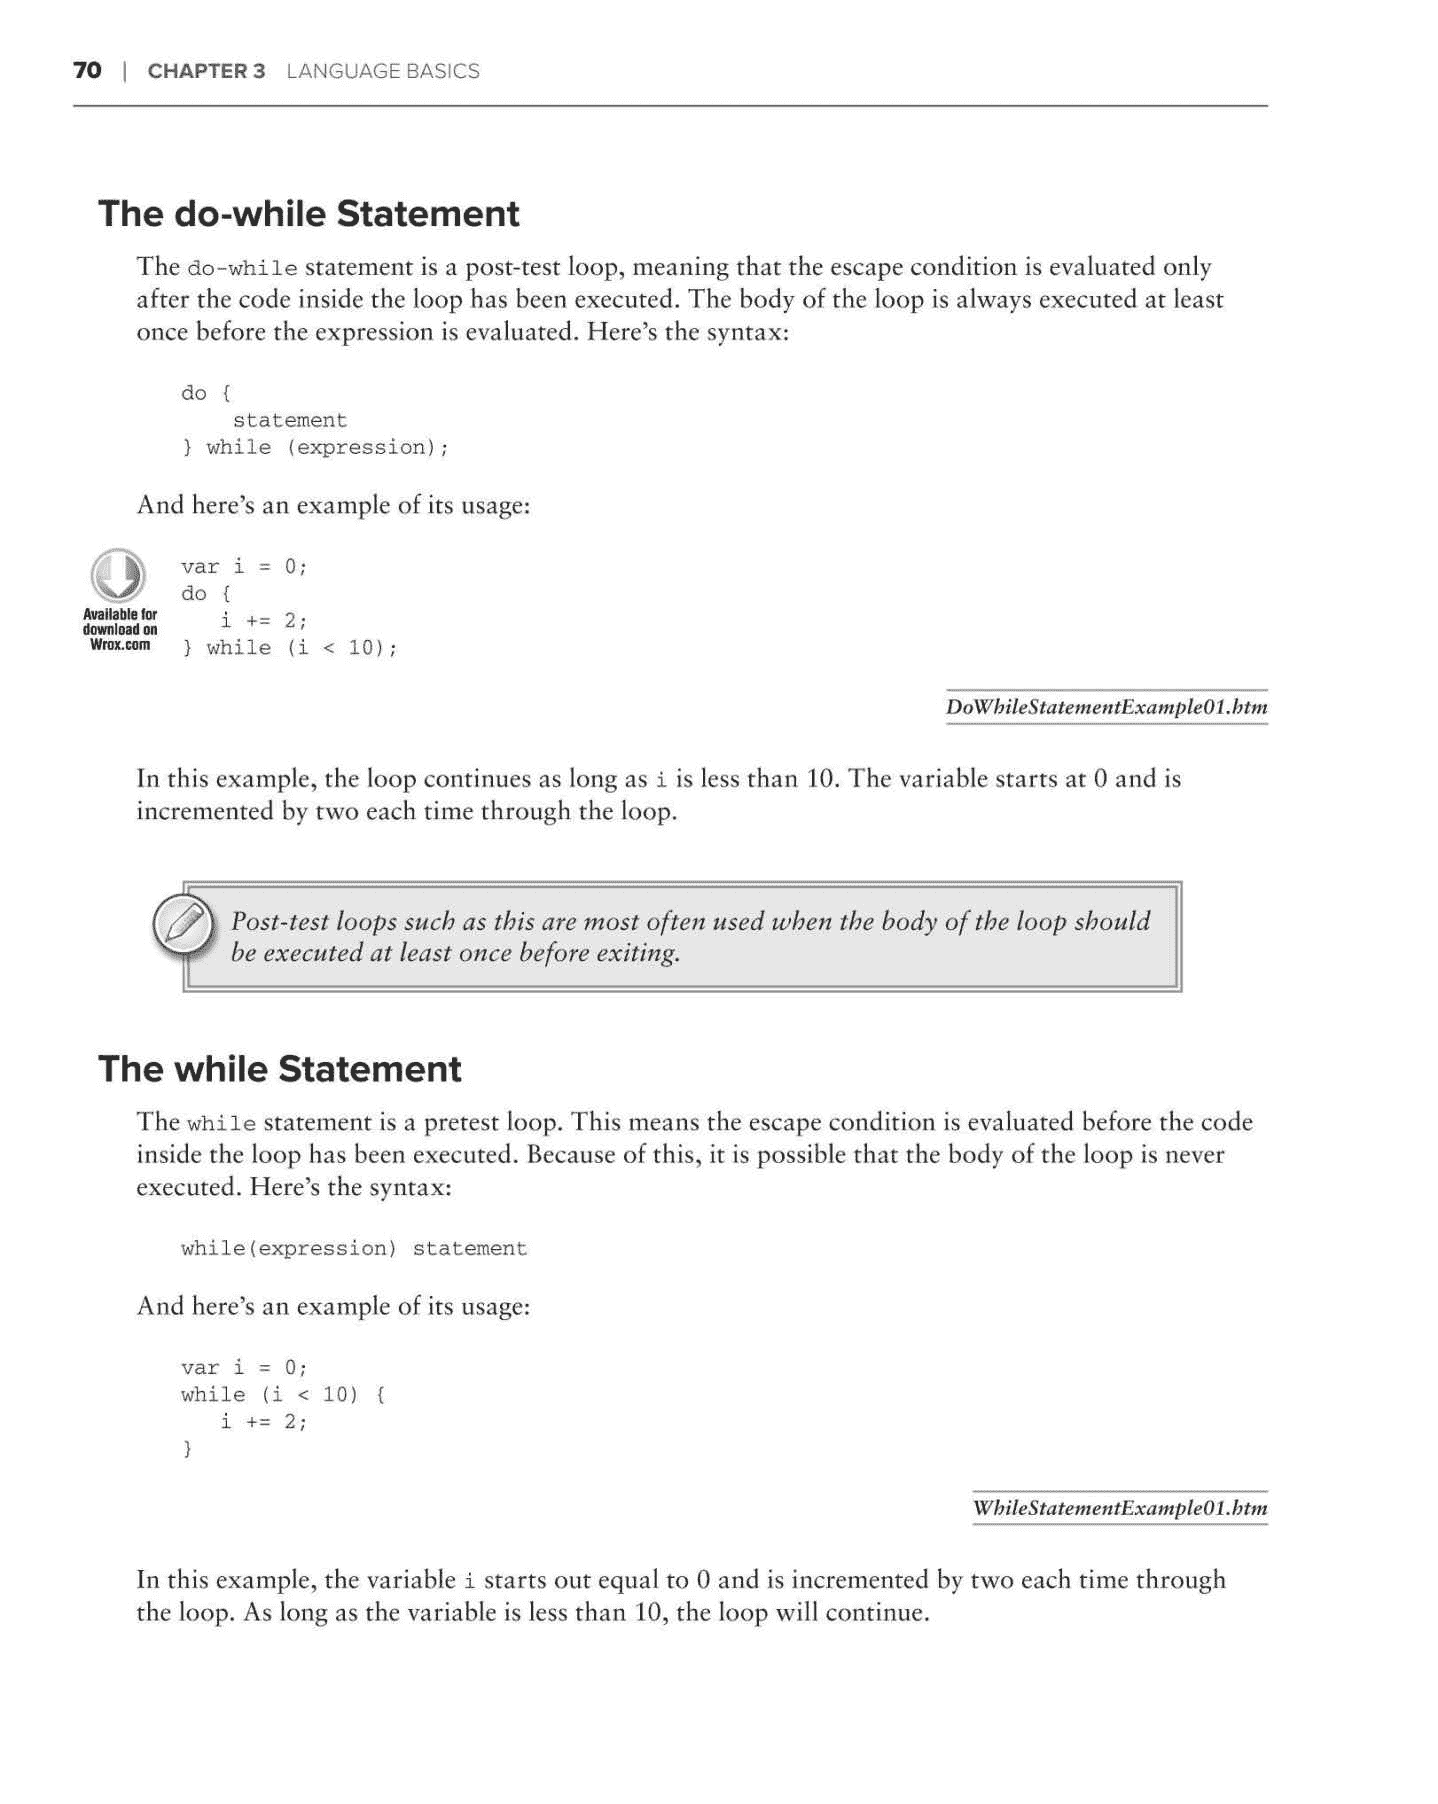 70 | CHAPTER 3 LANGUAGE BASICS
The do-while Statement
The do-while statement is a post-test loop, meaning that the escape condition is evaluated only
after the code inside the loop has been executed. The body of the loop is always executed at least
once before the expression is evaluated. Here’s the syntax:
do {
    statement
} while (expression);
And here’s an example of its usage:
Available for
download on
Wrox.com
var i = 0;
do {
   i += 2;
} while (i < 10);
DoWhileStatementExample01.htm
In this example, the loop continues as long as i is less than 10. The variable starts at 0 and is
incremented by two each time through the loop.
Post-test loops such as this are most often used when the body of the loop should
be executed at least once before exiting.
The while Statement
The while statement is a pretest loop. This means the escape condition is evaluated before the code
inside the loop has been executed. Because of this, it is possible that the body of the loop is never
executed. Here’s the syntax:
while(expression) statement
And here’s an example of its usage:
var i = 0;
while (i < 10) {
   i += 2;
}
WhileStatementExample01.htm
In this example, the variable i starts out equal to 0 and is incremented by two each time through
the loop. As long as the variable is less than 10, the loop will continue.